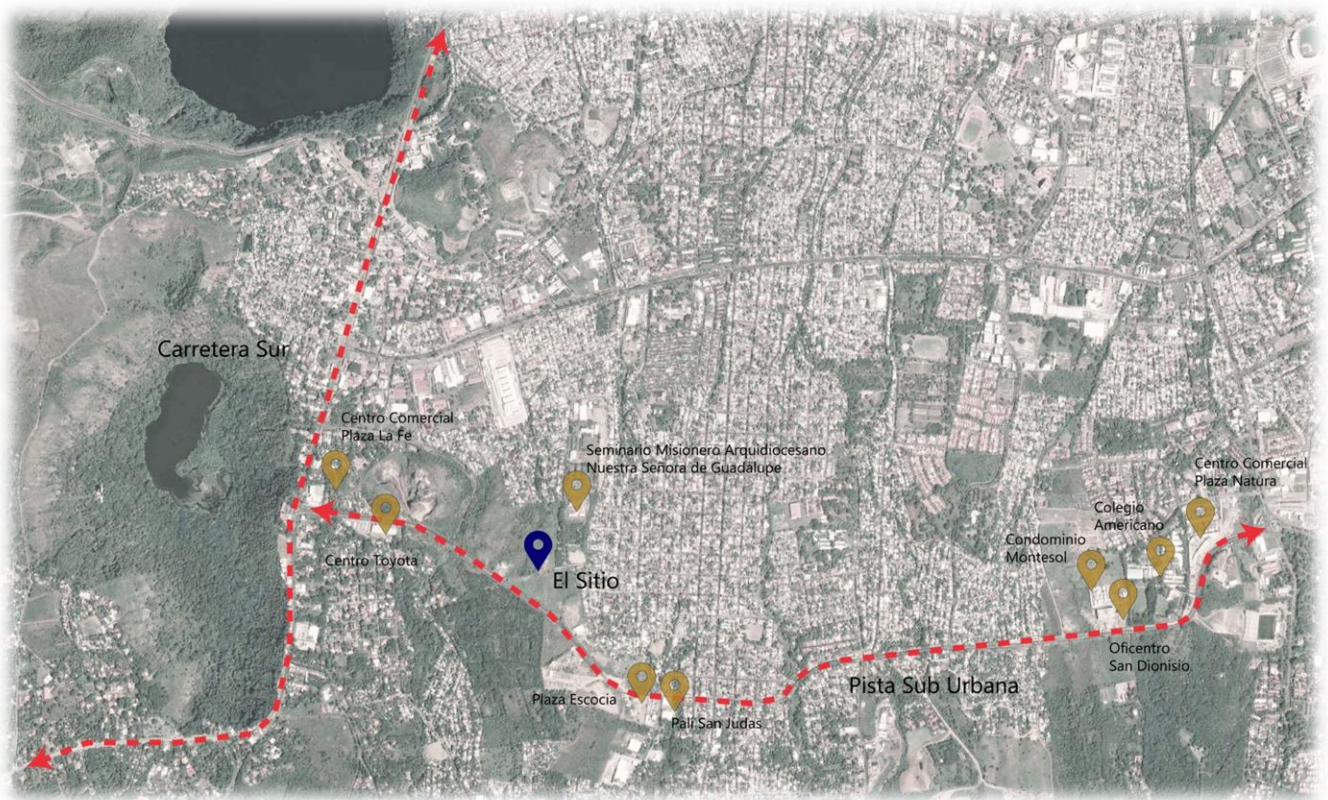 Carretera Sur
Centro Comercial
Plaza La Fe
Seminario Misionero Arquidiocesano
Nuestra Señora de Guadalupe
Centro Comercial
Plaza Natura
Colegio
Americano
Condominio
Montesol
Centro Toyota
El Sitio
Oficentro
San Dionisio
Pista Sub Urbana
Plaza Escocia
Palí San Judas